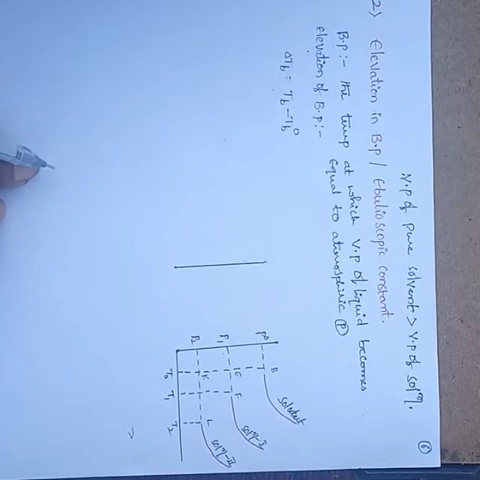 V.p of pure solvent > V.p of solⁿ.
6
2) Elevation in B.p / Ebullioscopic constant.
B.p :- the temp at which V.p of liquid becomes
Equal to atmospheric (P)
Elevation of B.p :-
ΔTb = Tb - Tb°
solvent
solⁿ-I
solⁿ-II
P° B
P1 E F
P2 K L
T0 T1 T2